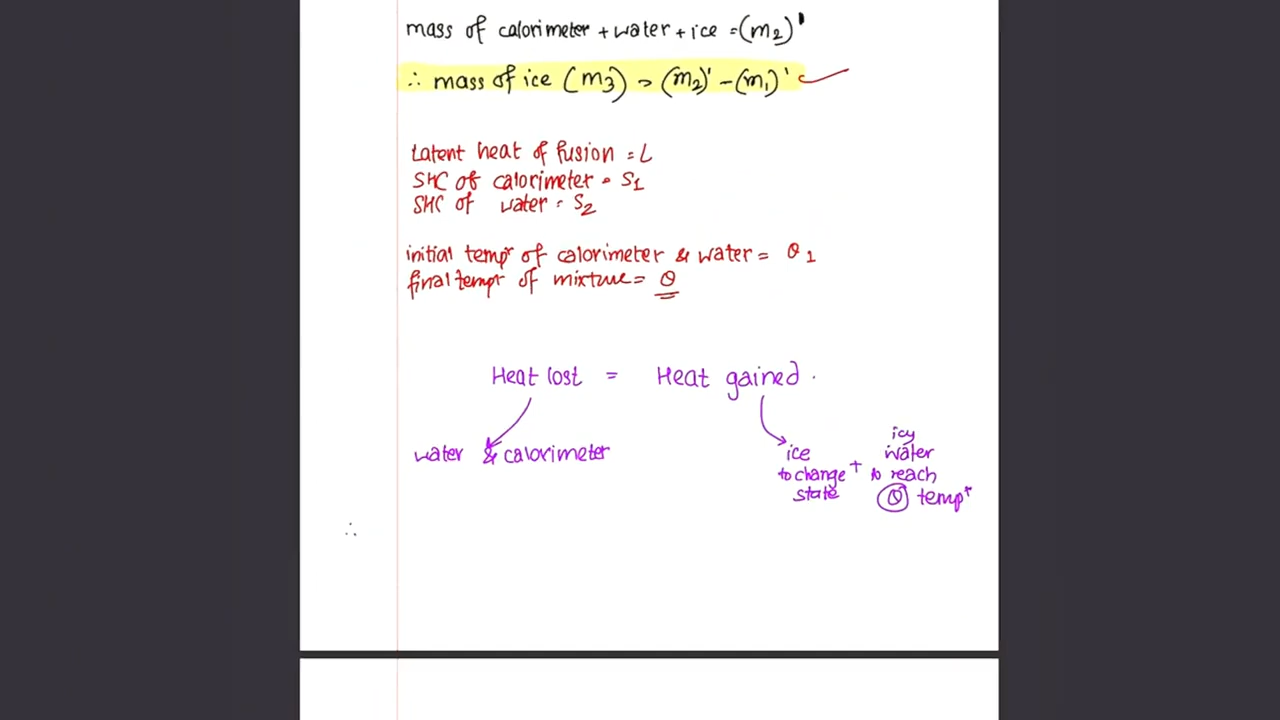 mass of calorimeter + water + ice = (m₂)'
∴ mass of ice (m₃) = (m₂)' - (m₁)'
Latent heat of fusion = L
SHC of calorimeter = S₁
SHC of water = S₂
initial tempr of calorimeter & water = θ₁
final tempr of mixture = θ
Heat lost = Heat gained.
water & calorimeter
ice to change state + icy water to reach θ tempr
∴